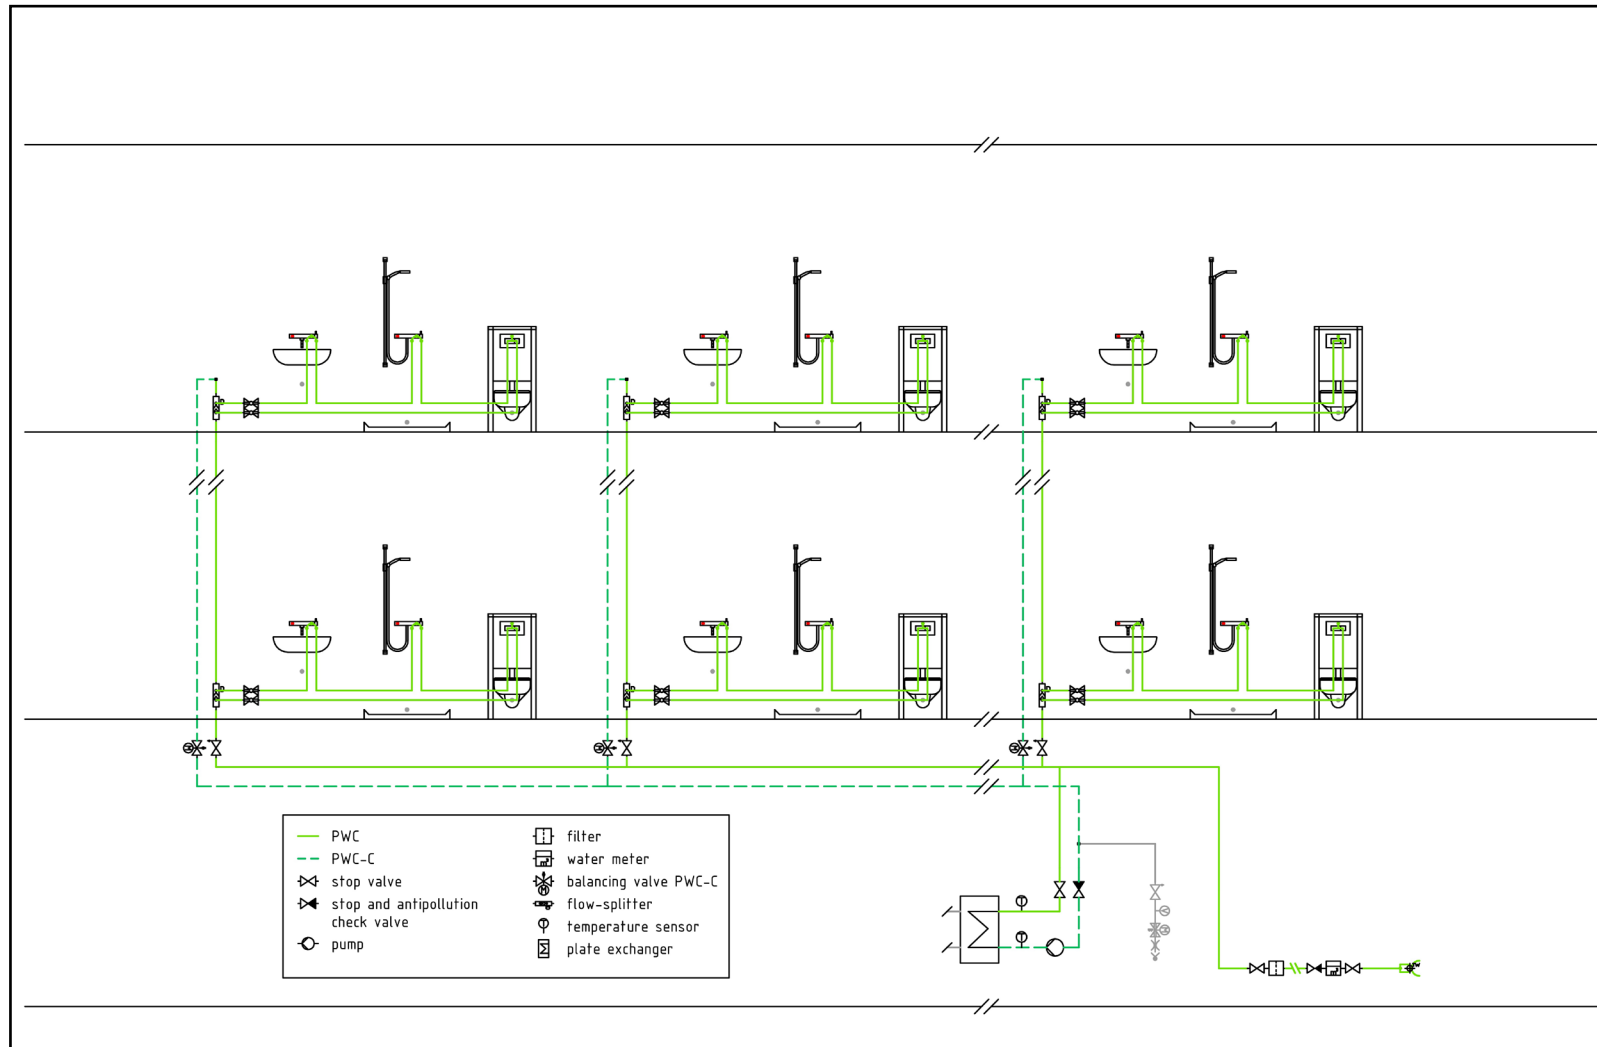 PWC
PWC-C
stop valve
stop and antipollution
check valve
pump
filter
water meter
balancing valve PWC-C
flow-splitter
temperature sensor
plate exchanger
T
T
M
M
M
M